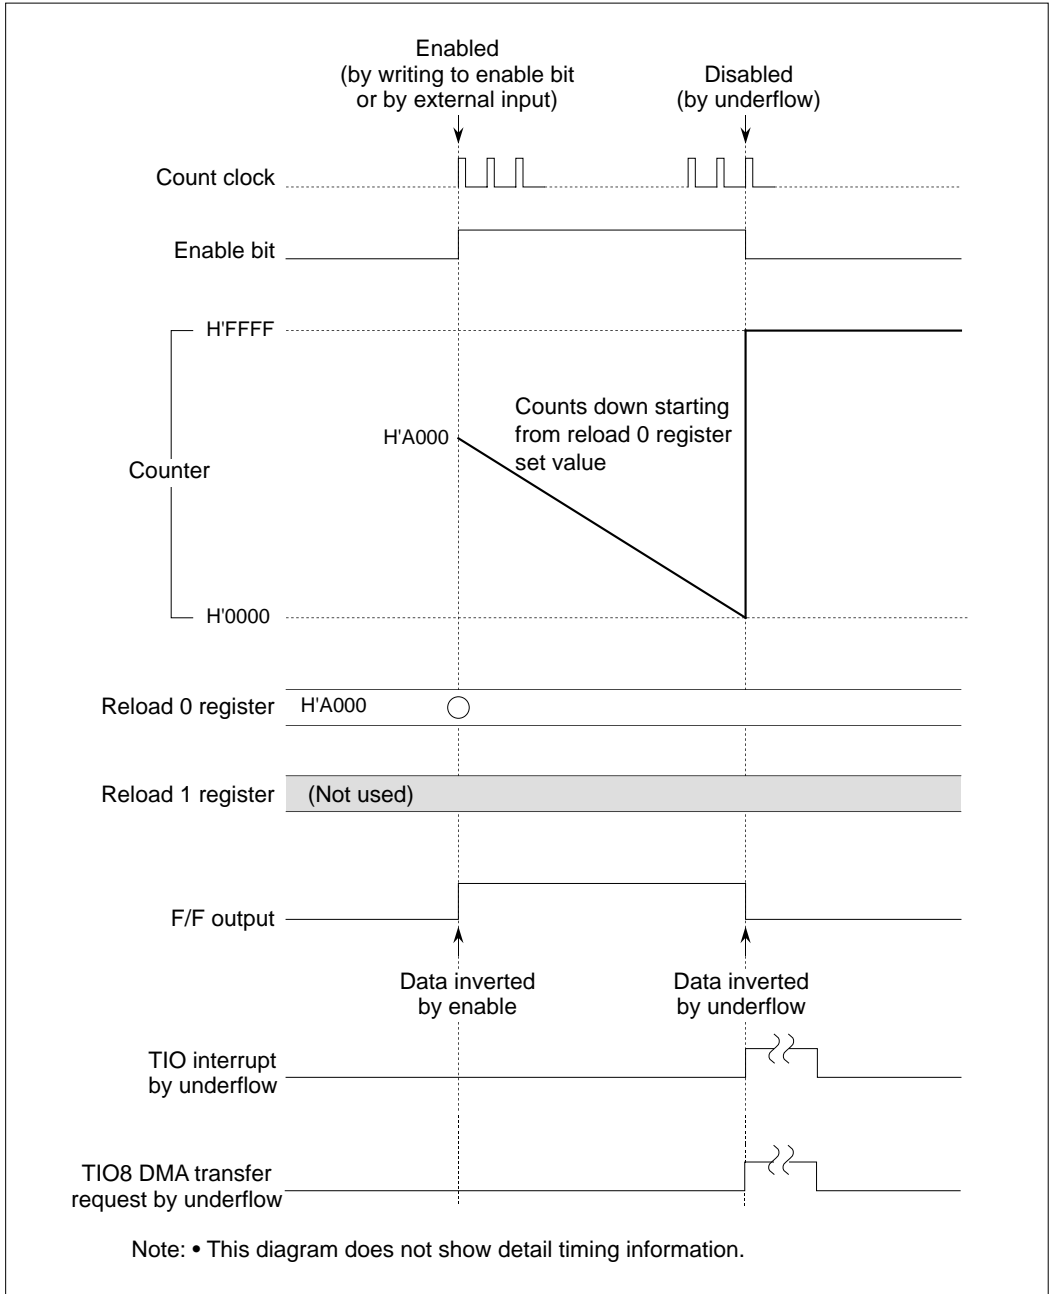 Enabled
(by writing to enable bit
or by external input)
Disabled
(by underflow)
Count clock
Enable bit
H'FFFF
Counts down starting
from reload 0 register
set value
H'A000
Counter
H'0000
Reload 0 register
H'A000
Reload 1 register
(Not used)
F/F output
Data inverted
by enable
Data inverted
by underflow
TIO interrupt
by underflow
TIO8 DMA transfer
request by underflow
Note: • This diagram does not show detail timing information.